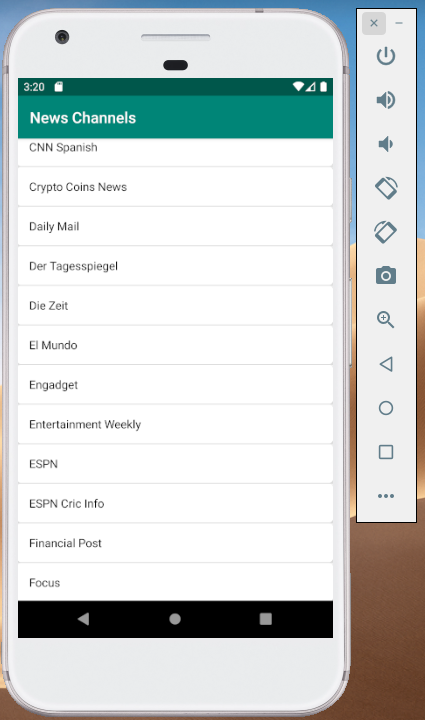 3:20
News Channels
CNN Spanish
Crypto Coins News
Daily Mail
Der Tagesspiegel
Die Zeit
El Mundo
Engadget
Entertainment Weekly
ESPN
ESPN Cric Info
Financial Post
Focus